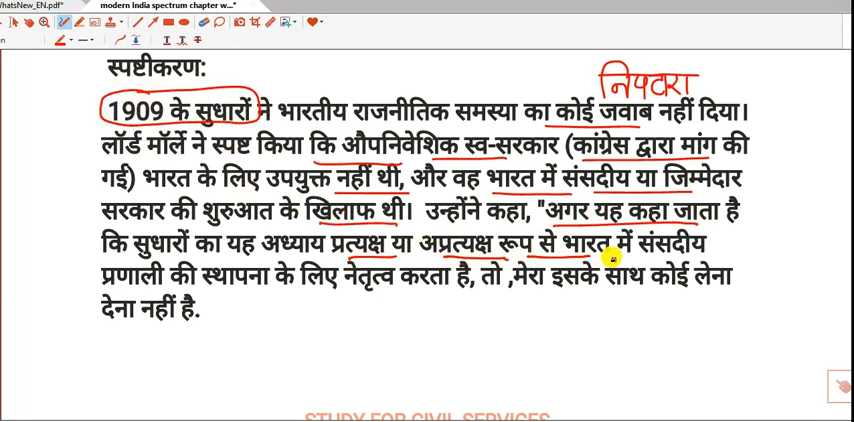 WhatsNew_EN.pdf*
modern India spectrum chapter w...*
स्पष्टीकरण:
निपटारा
1909 के सुधारों ने भारतीय राजनीतिक समस्या का कोई जवाब नहीं दिया।
लॉर्ड मॉर्ले ने स्पष्ट किया कि औपनिवेशिक स्व-सरकार (कांग्रेस द्वारा मांग की
गई) भारत के लिए उपयुक्त नहीं थी, और वह भारत में संसदीय या जिम्मेदार
सरकार की शुरुआत के खिलाफ थी। उन्होंने कहा, "अगर यह कहा जाता है
कि सुधारों का यह अध्याय प्रत्यक्ष या अप्रत्यक्ष रूप से भारत में संसदीय
प्रणाली की स्थापना के लिए नेतृत्व करता है, तो ,मेरा इसके साथ कोई लेना
देना नहीं है.
STUDY FOR CIVIL SERVICES